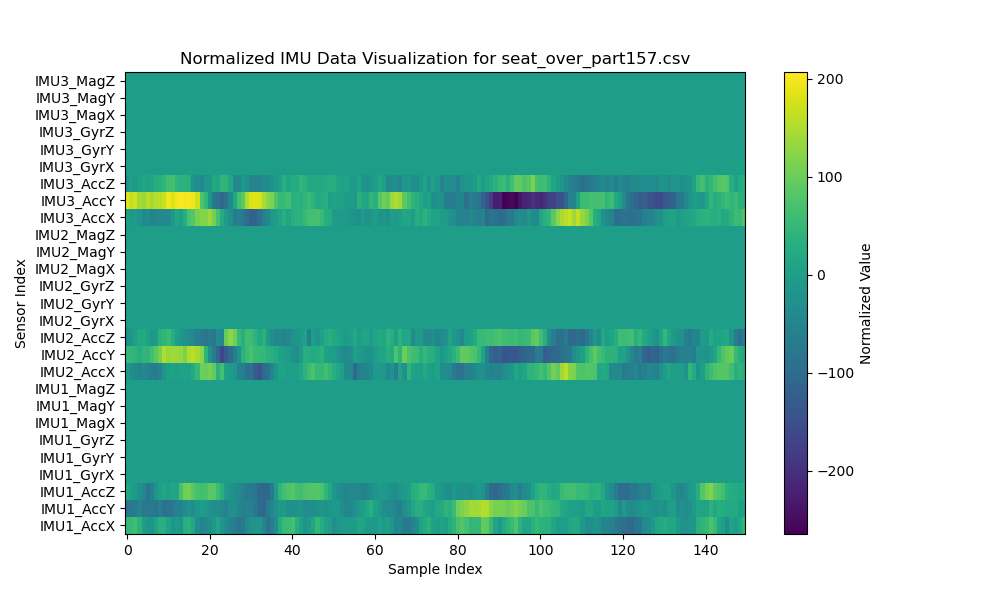 Normalized IMU Data Visualization for seat_over_part157.csv
IMU3_MagZ
IMU3_MagY
IMU3_MagX
IMU3_GyrZ
IMU3_GyrY
IMU3_GyrX
IMU3_AccZ
IMU3_AccY
IMU3_AccX
IMU2_MagZ
IMU2_MagY
IMU2_MagX
IMU2_GyrZ
IMU2_GyrY
IMU2_GyrX
IMU2_AccZ
IMU2_AccY
IMU2_AccX
IMU1_MagZ
IMU1_MagY
IMU1_MagX
IMU1_GyrZ
IMU1_GyrY
IMU1_GyrX
IMU1_AccZ
IMU1_AccY
IMU1_AccX
Sensor Index
0 20 40 60 80 100 120 140
Sample Index
200
100
0
−100
−200
Normalized Value